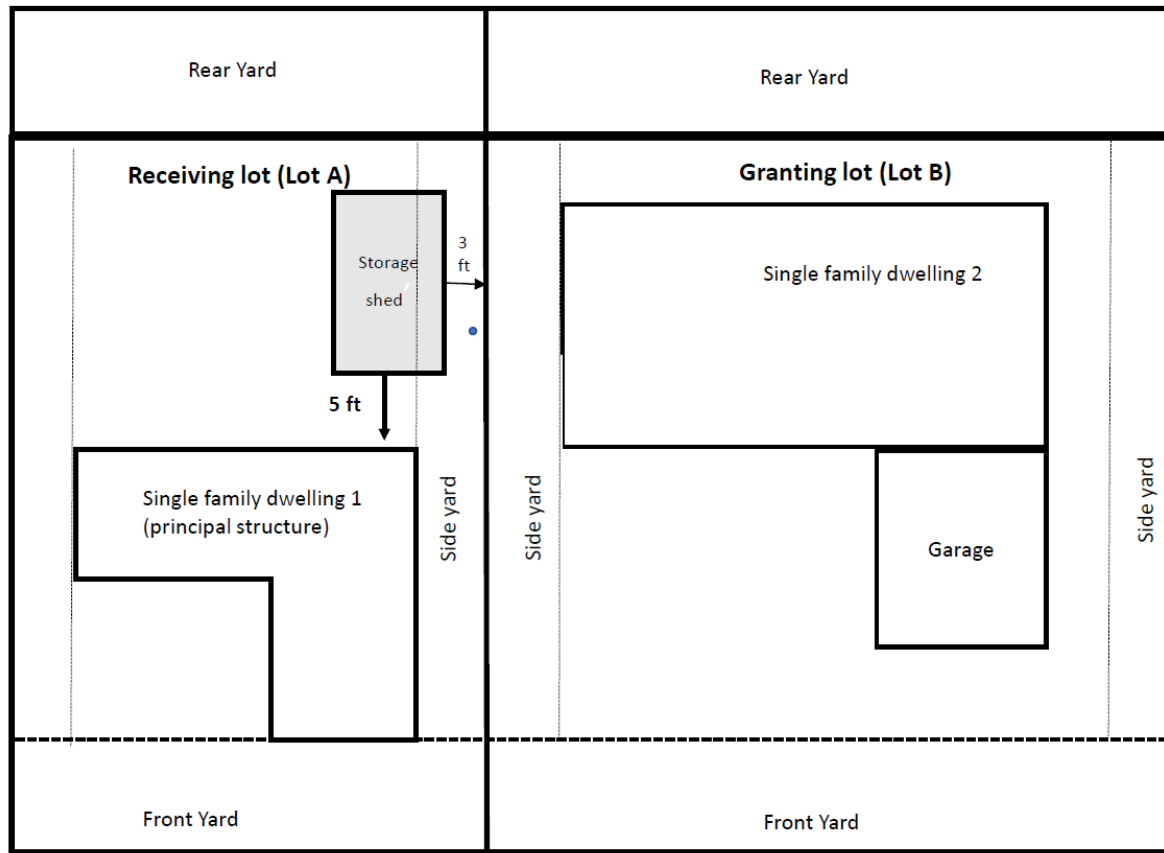 Rear Yard
Rear Yard
Receiving lot (Lot A)
Granting lot (Lot B)
3
ft
Storage
shed
Single family dwelling 2
5 ft
Single family dwelling 1
(principal structure)
Side yard
Side yard
Side yard
Garage
Front Yard
Front Yard